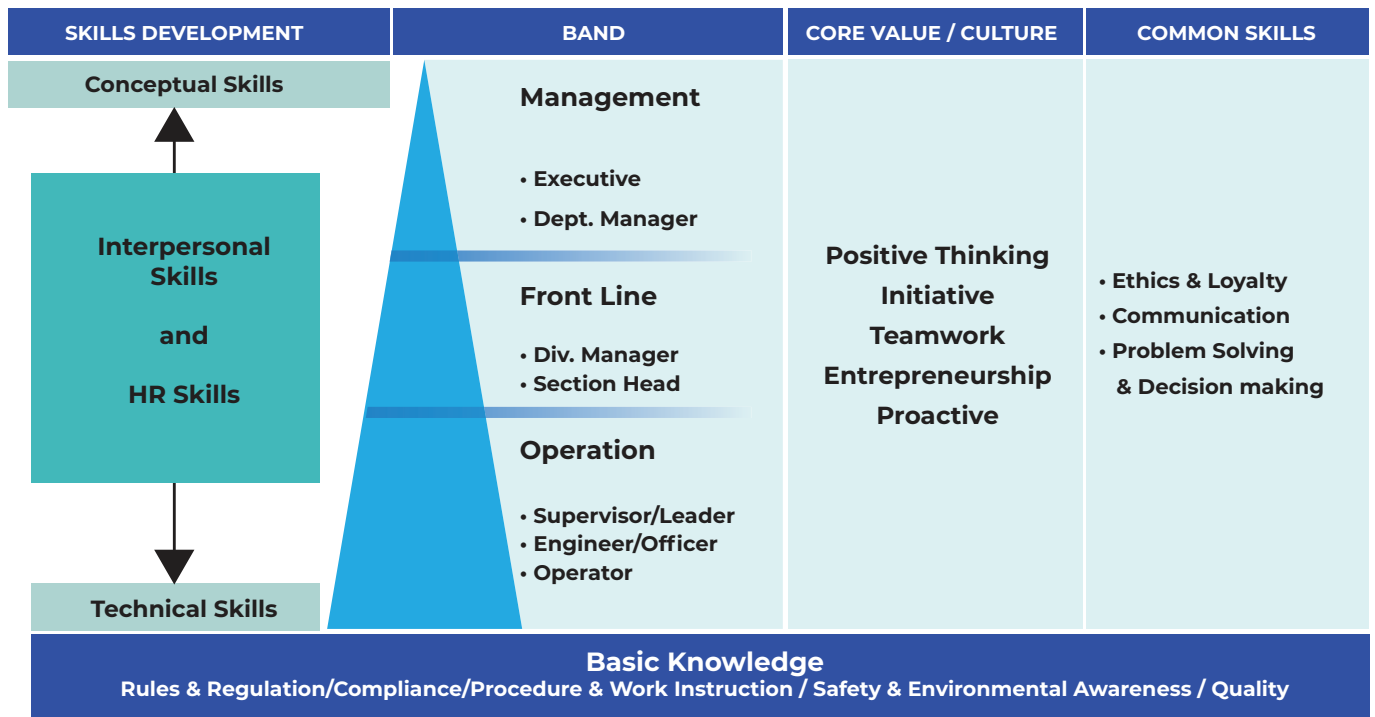 SKILLS DEVELOPMENT
BAND
CORE VALUE / CULTURE
COMMON SKILLS
Conceptual Skills
Interpersonal
Skills
and
HR Skills
Technical Skills
Management
• Executive
• Dept. Manager
Front Line
• Div. Manager
• Section Head
Operation
• Supervisor/Leader
• Engineer/Officer
• Operator
Positive Thinking
Initiative
Teamwork
Entrepreneurship
Proactive
• Ethics & Loyalty
• Communication
• Problem Solving
& Decision making
Basic Knowledge
Rules & Regulation/Compliance/Procedure & Work Instruction / Safety & Environmental Awareness / Quality